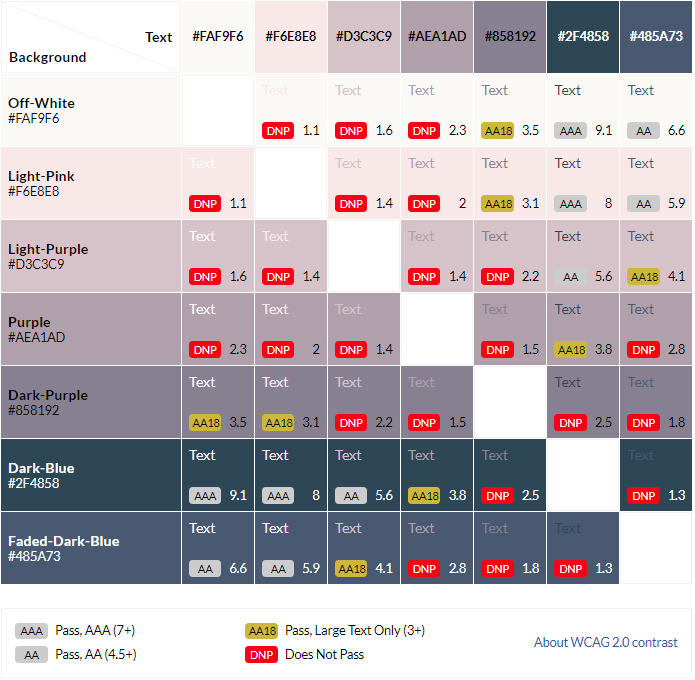 Text #FAF9F6 #F6E8E8 #D3C3C9 #AEA1AD #858192 #2F4858 #485A73
Background
Off-White
#FAF9F6
Text Text Text Text Text Text
DNP 1.1 DNP 1.6 DNP 2.3 AA18 3.5 AAA 9.1 AA 6.6
Light-Pink
#F6E8E8
Text Text Text Text Text Text
DNP 1.1 DNP 1.4 DNP 2 AA18 3.1 AAA 8 AA 5.9
Light-Purple
#D3C3C9
Text Text Text Text Text Text
DNP 1.6 DNP 1.4 DNP 1.4 DNP 2.2 AA 5.6 AA18 4.1
Purple
#AEA1AD
Text Text Text Text Text Text
DNP 2.3 DNP 2 DNP 1.4 DNP 1.5 AA18 3.8 DNP 2.8
Dark-Purple
#858192
Text Text Text Text Text Text
AA18 3.5 AA18 3.1 DNP 2.2 DNP 1.5 DNP 2.5 DNP 1.8
Dark-Blue
#2F4858
Text Text Text Text Text Text
AAA 9.1 AAA 8 AA 5.6 AA18 3.8 DNP 2.5 DNP 1.3
Faded-Dark-Blue
#485A73
Text Text Text Text Text Text
AA 6.6 AA 5.9 AA18 4.1 DNP 2.8 DNP 1.8 DNP 1.3
AAA Pass, AAA (7+) AA18 Pass, Large Text Only (3+)
About WCAG 2.0 contrast
AA Pass, AA (4.5+) DNP Does Not Pass